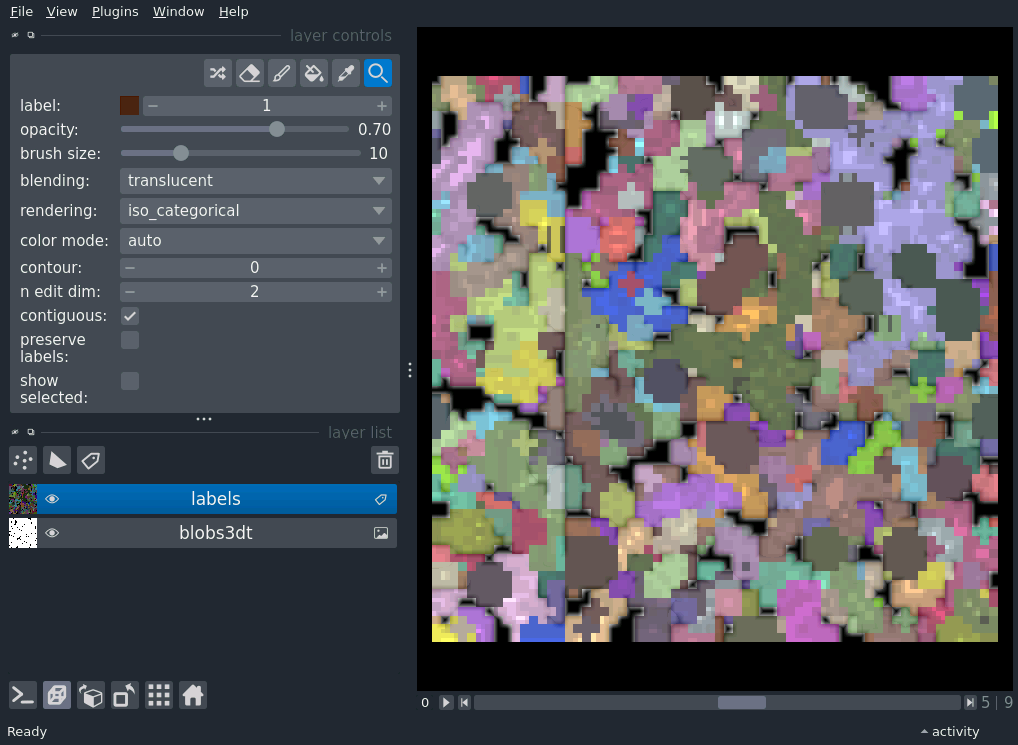 File View Plugins Window Help
layer controls
label: 1
opacity: 0.70
brush size: 10
blending: translucent
rendering: iso_categorical
color mode: auto
contour: 0
n edit dim: 2
contiguous:
preserve
labels:
show
selected:
layer list
labels
blobs3dt
0 5 | 9
Ready activity